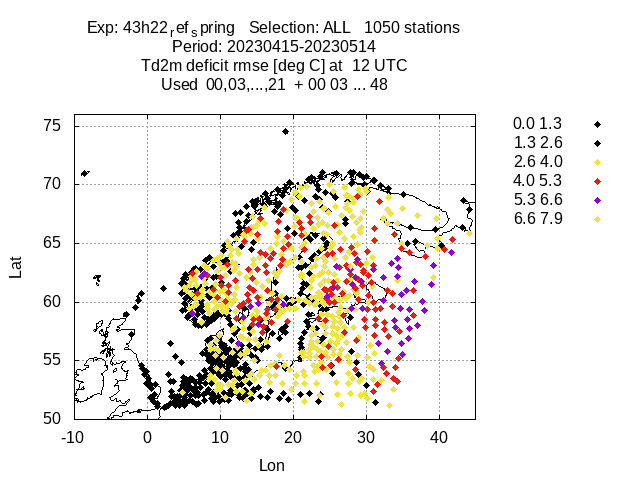 Exp: 43h22ref spring Selection: ALL 1050 stations
Period: 20230415-20230514
Td2m deficit rmse [deg C] at 12 UTC
Used 00,03,...,21 + 00 03 ... 48
75
70
65
60
55
50
Lat
-10 0 10 20 30 40
Lon
0.0 1.3
1.3 2.6
2.6 4.0
4.0 5.3
5.3 6.6
6.6 7.9